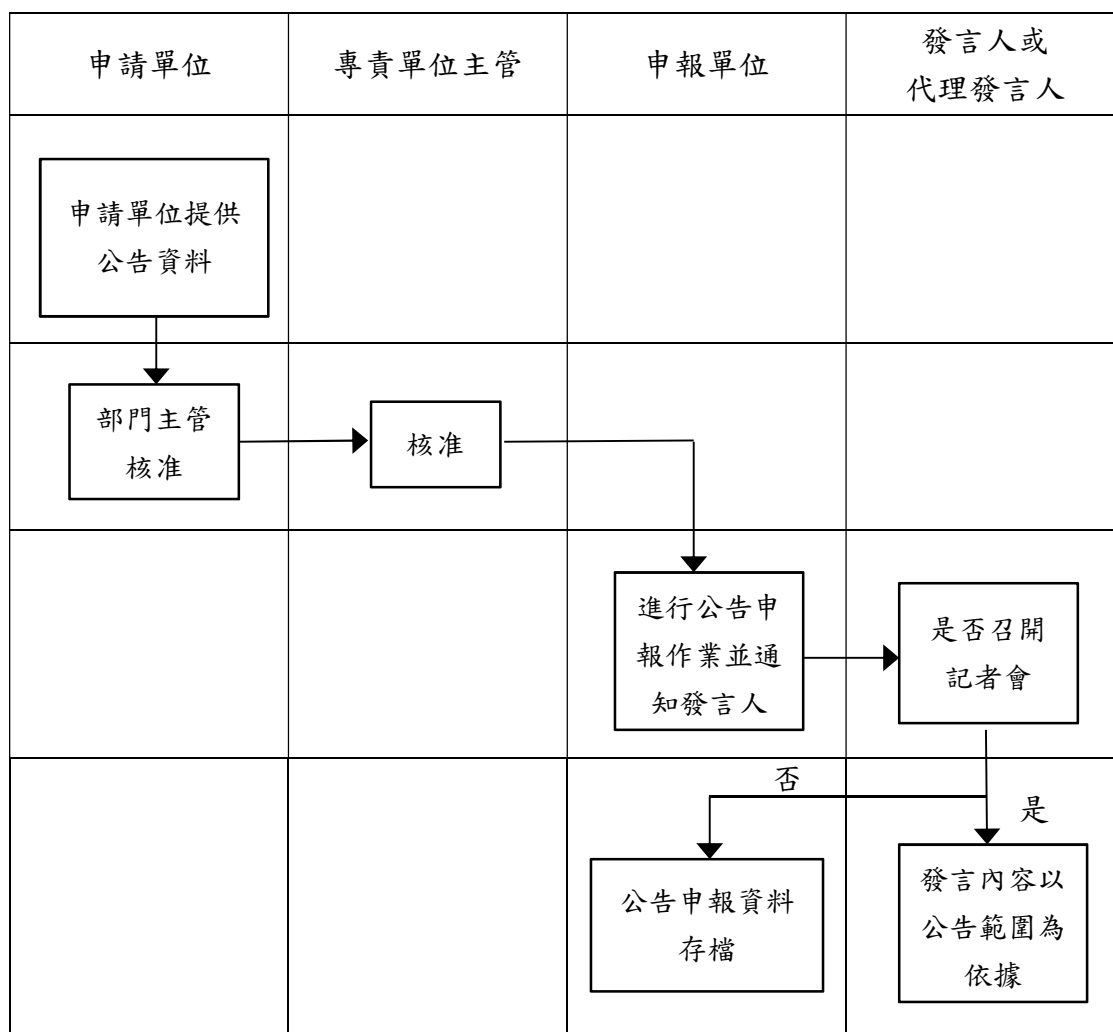 申請單位
專責單位主管
申報單位
發言人或
代理發言人
申請單位提供
公告資料
部門主管
核准
核准
進行公告申
報作業並通
知發言人
是否召開
記者會
否
是
公告申報資料
存檔
發言內容以
公告範圍為
依據